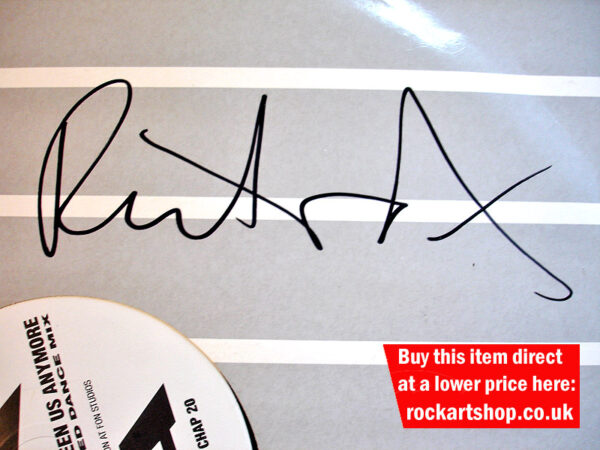 EEN US ANYMORE
ED DANCE MIX
ON AT FON STUDIOS
CHAP 20
Buy this item direct
at a lower price here:
rockartshop.co.uk